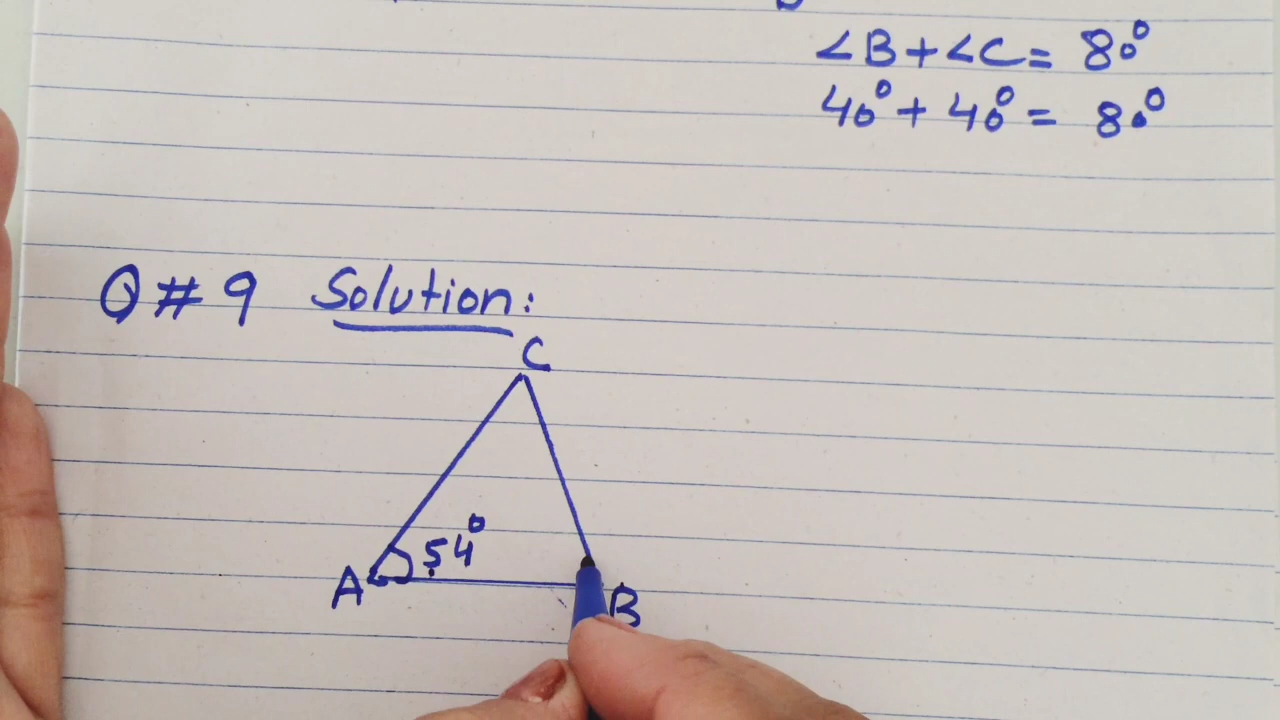 ∠B + ∠C = 80°
40° + 40° = 80°
Q # 9 Solution:
C
54°
A
B